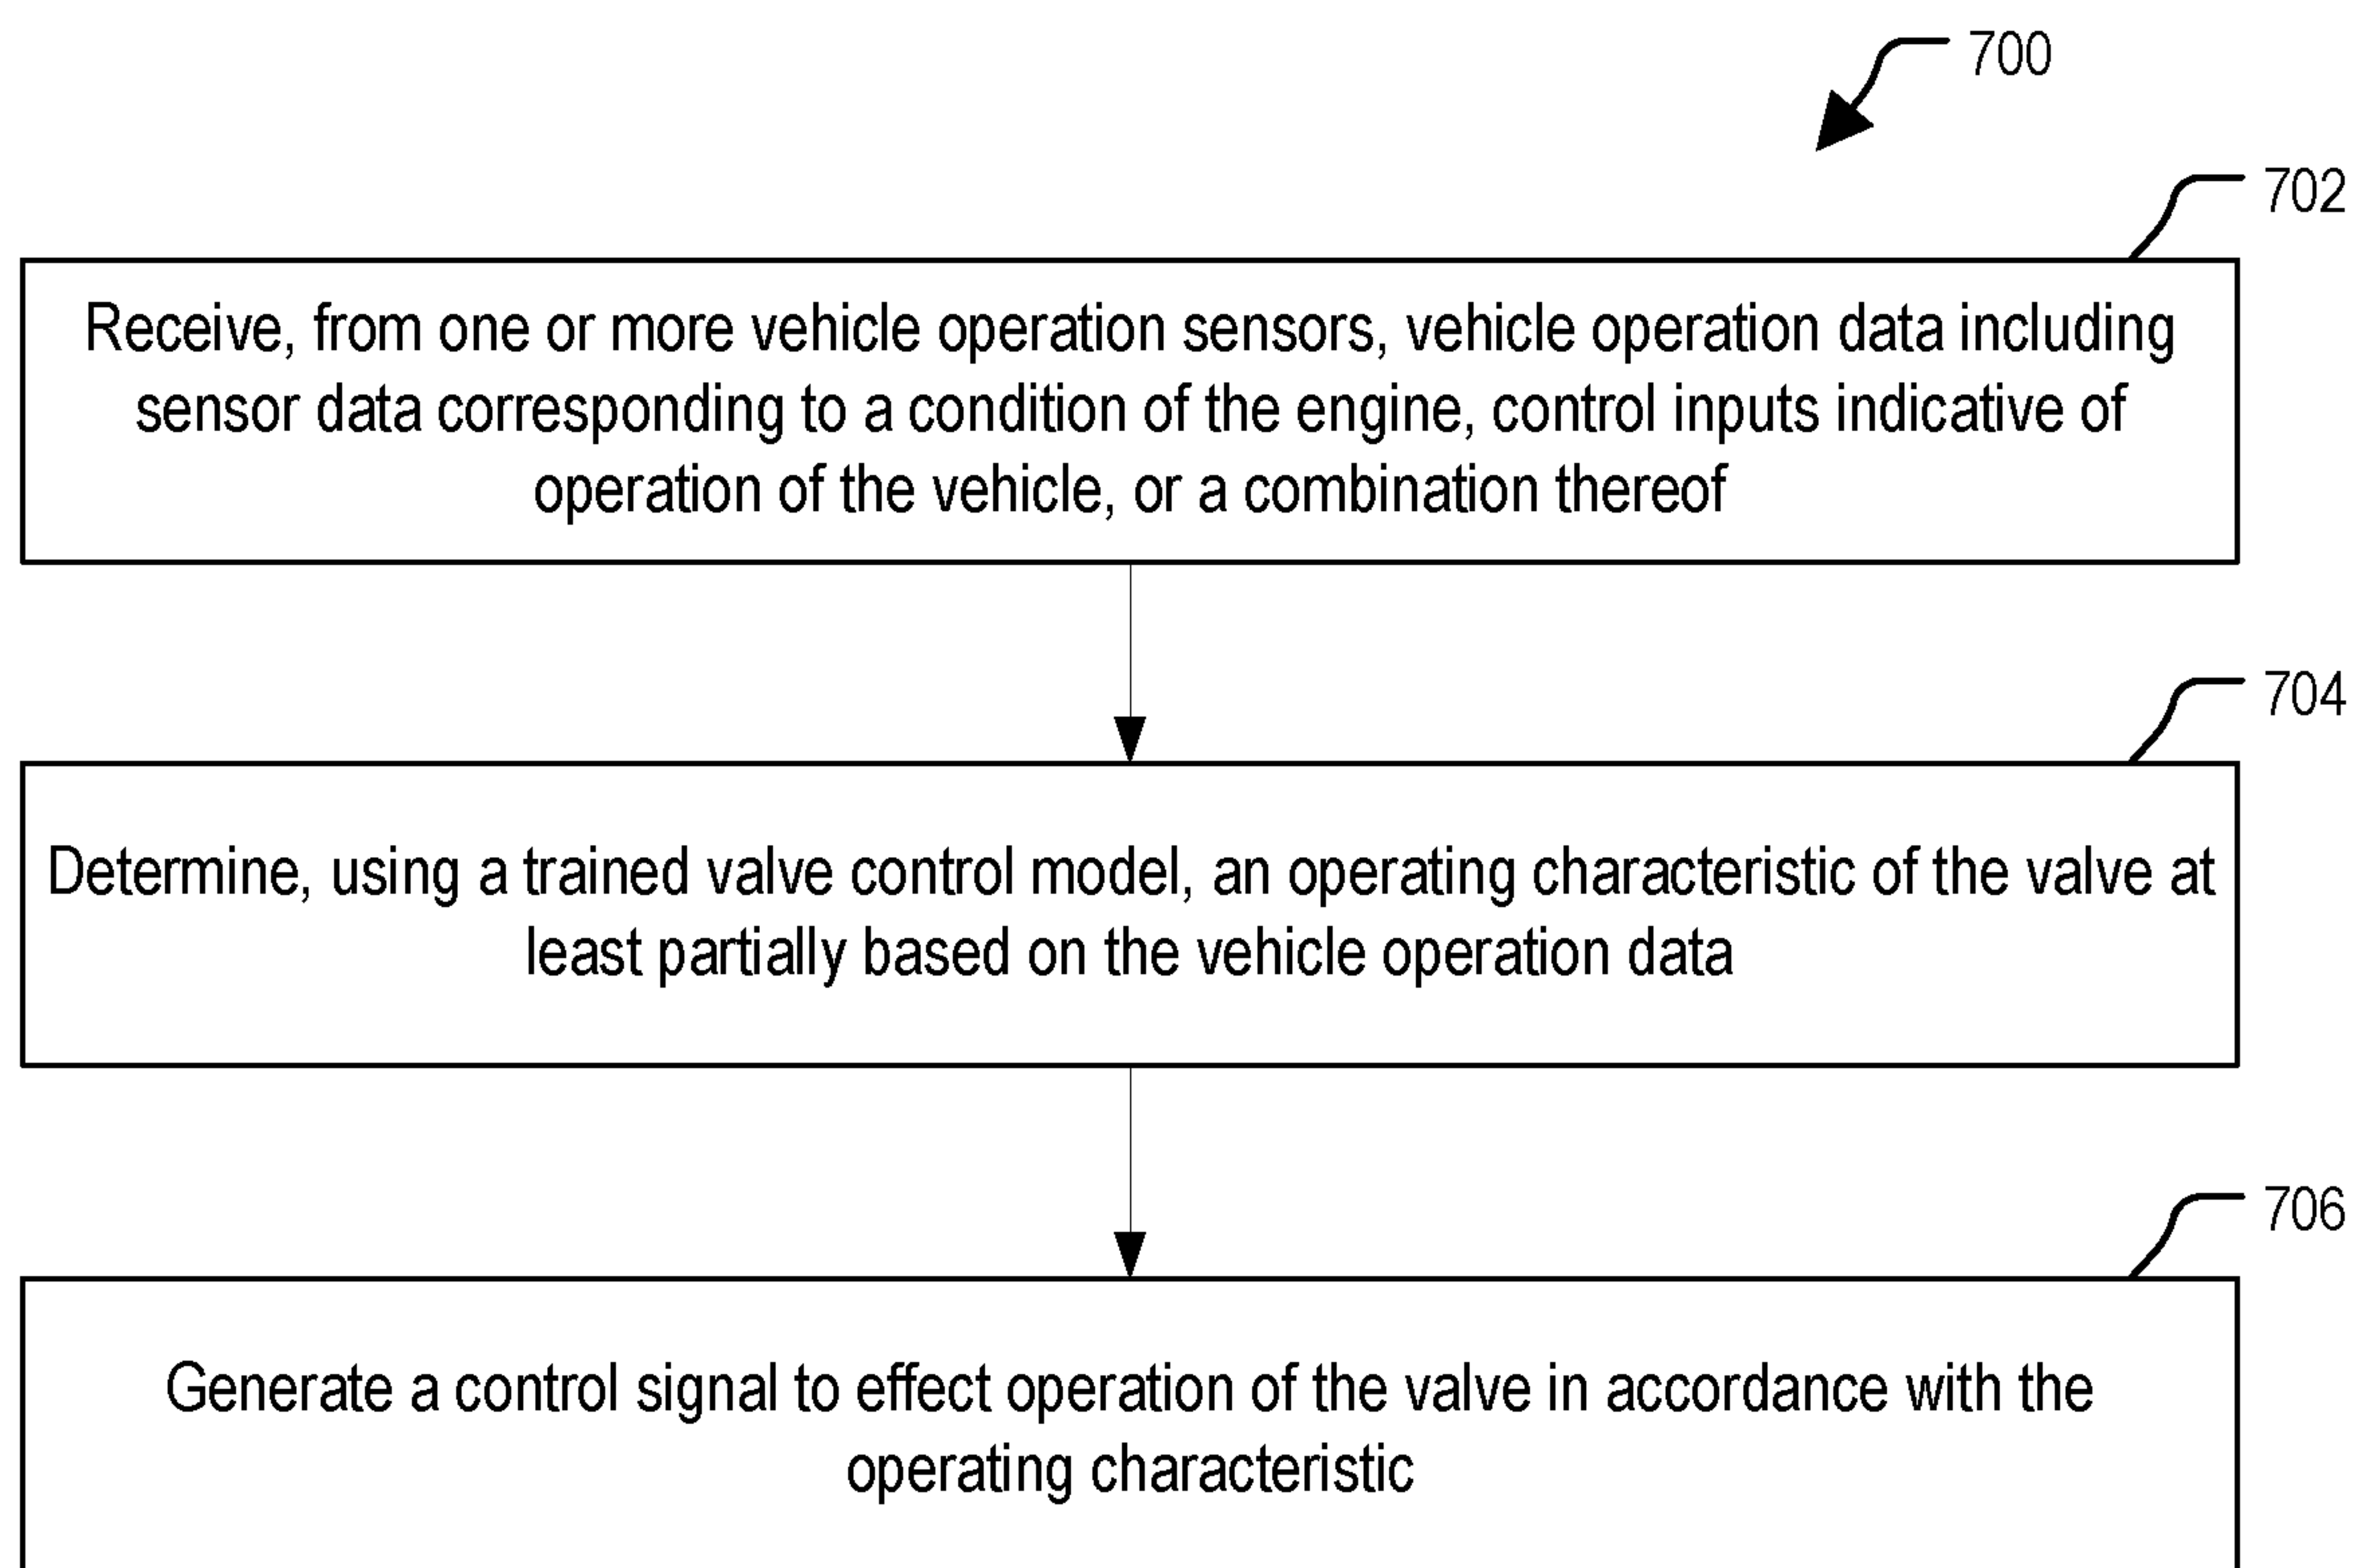 700
702
Receive, from one or more vehicle operation sensors, vehicle operation data including
sensor data corresponding to a condition of the engine, control inputs indicative of
operation of the vehicle, or a combination thereof
704
Determine, using a trained valve control model, an operating characteristic of the valve at
least partially based on the vehicle operation data
706
Generate a control signal to effect operation of the valve in accordance with the
operating characteristic